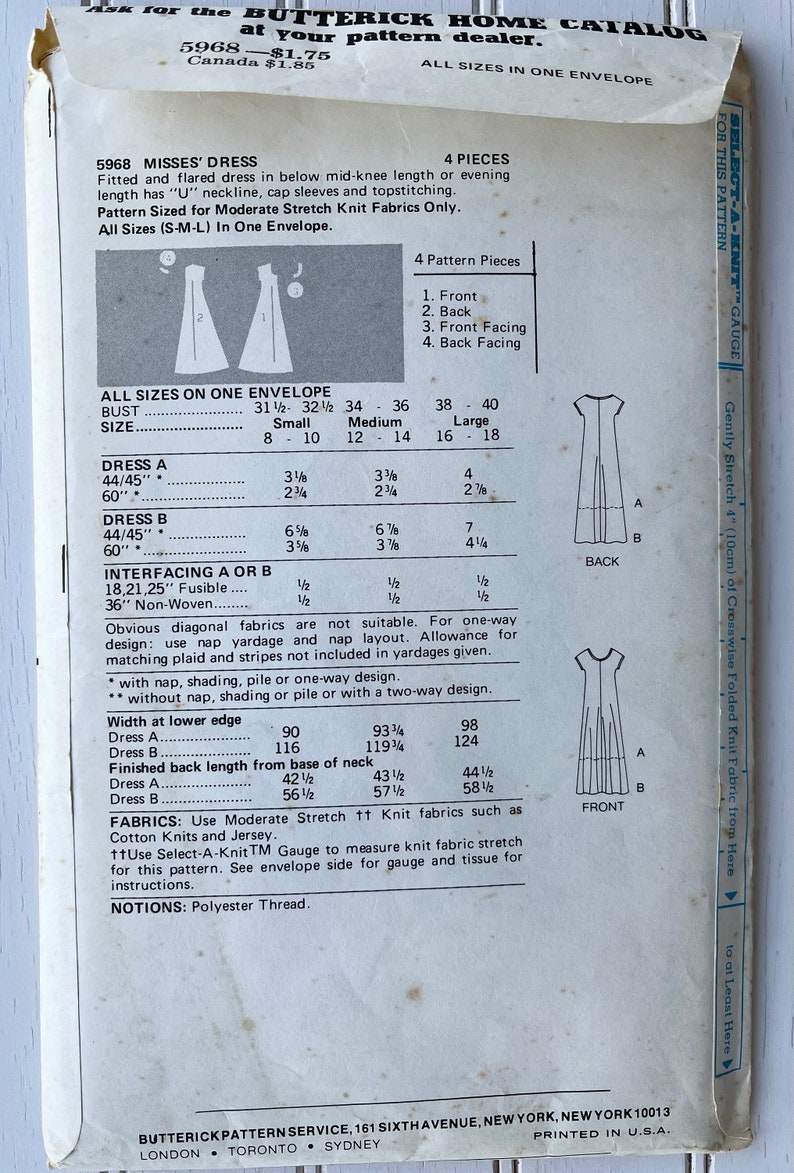 Ask for the BUTTERICK HOME CATALOG
at your pattern dealer.
5968—$1.75
Canada $1.85
ALL SIZES IN ONE ENVELOPE
5968 MISSES' DRESS 4 PIECES
Fitted and flared dress in below mid-knee length or evening
length has "U" neckline, cap sleeves and topstitching.
Pattern Sized for Moderate Stretch Knit Fabrics Only.
All Sizes (S-M-L) In One Envelope.
4
2
1
3
4 Pattern Pieces
1. Front
2. Back
3. Front Facing
4. Back Facing
ALL SIZES ON ONE ENVELOPE
BUST ........................ 31½- 32½ 34 - 36 38 - 40
SIZE.......................... Small Medium Large
8 - 10 12 - 14 16 - 18
DRESS A
44/45" * ................... 3⅛ 3⅜ 4
60" *......................... 2¾ 2¾ 2⅞
DRESS B
44/45" * ................... 6⅝ 6⅞ 7
60" *......................... 3⅝ 3⅞ 4¼
INTERFACING A OR B
18,21,25" Fusible .... ½ ½ ½
36" Non-Woven........ ½ ½ ½
Obvious diagonal fabrics are not suitable. For one-way
design: use nap yardage and nap layout. Allowance for
matching plaid and stripes not included in yardages given.
* with nap, shading, pile or one-way design.
** without nap, shading or pile or with a two-way design.
Width at lower edge
Dress A...................... 90 93¾ 98
Dress B...................... 116 119¾ 124
Finished back length from base of neck
Dress A...................... 42½ 43½ 44½
Dress B...................... 56½ 57½ 58½
FABRICS: Use Moderate Stretch †† Knit fabrics such as
Cotton Knits and Jersey.
††Use Select-A-KnitTM Gauge to measure knit fabric stretch
for this pattern. See envelope side for gauge and tissue for
instructions.
NOTIONS: Polyester Thread.
A
B
BACK
A
B
FRONT
SELECT-A-KNIT™ GAUGE
FOR THIS PATTERN
Gently Stretch 4" (10cm) of Crosswise Folded Knit Fabric from Here
to at Least Here
BUTTERICK PATTERN SERVICE, 161 SIXTH AVENUE, NEW YORK, NEW YORK 10013
LONDON • TORONTO • SYDNEY
PRINTED IN U.S.A.